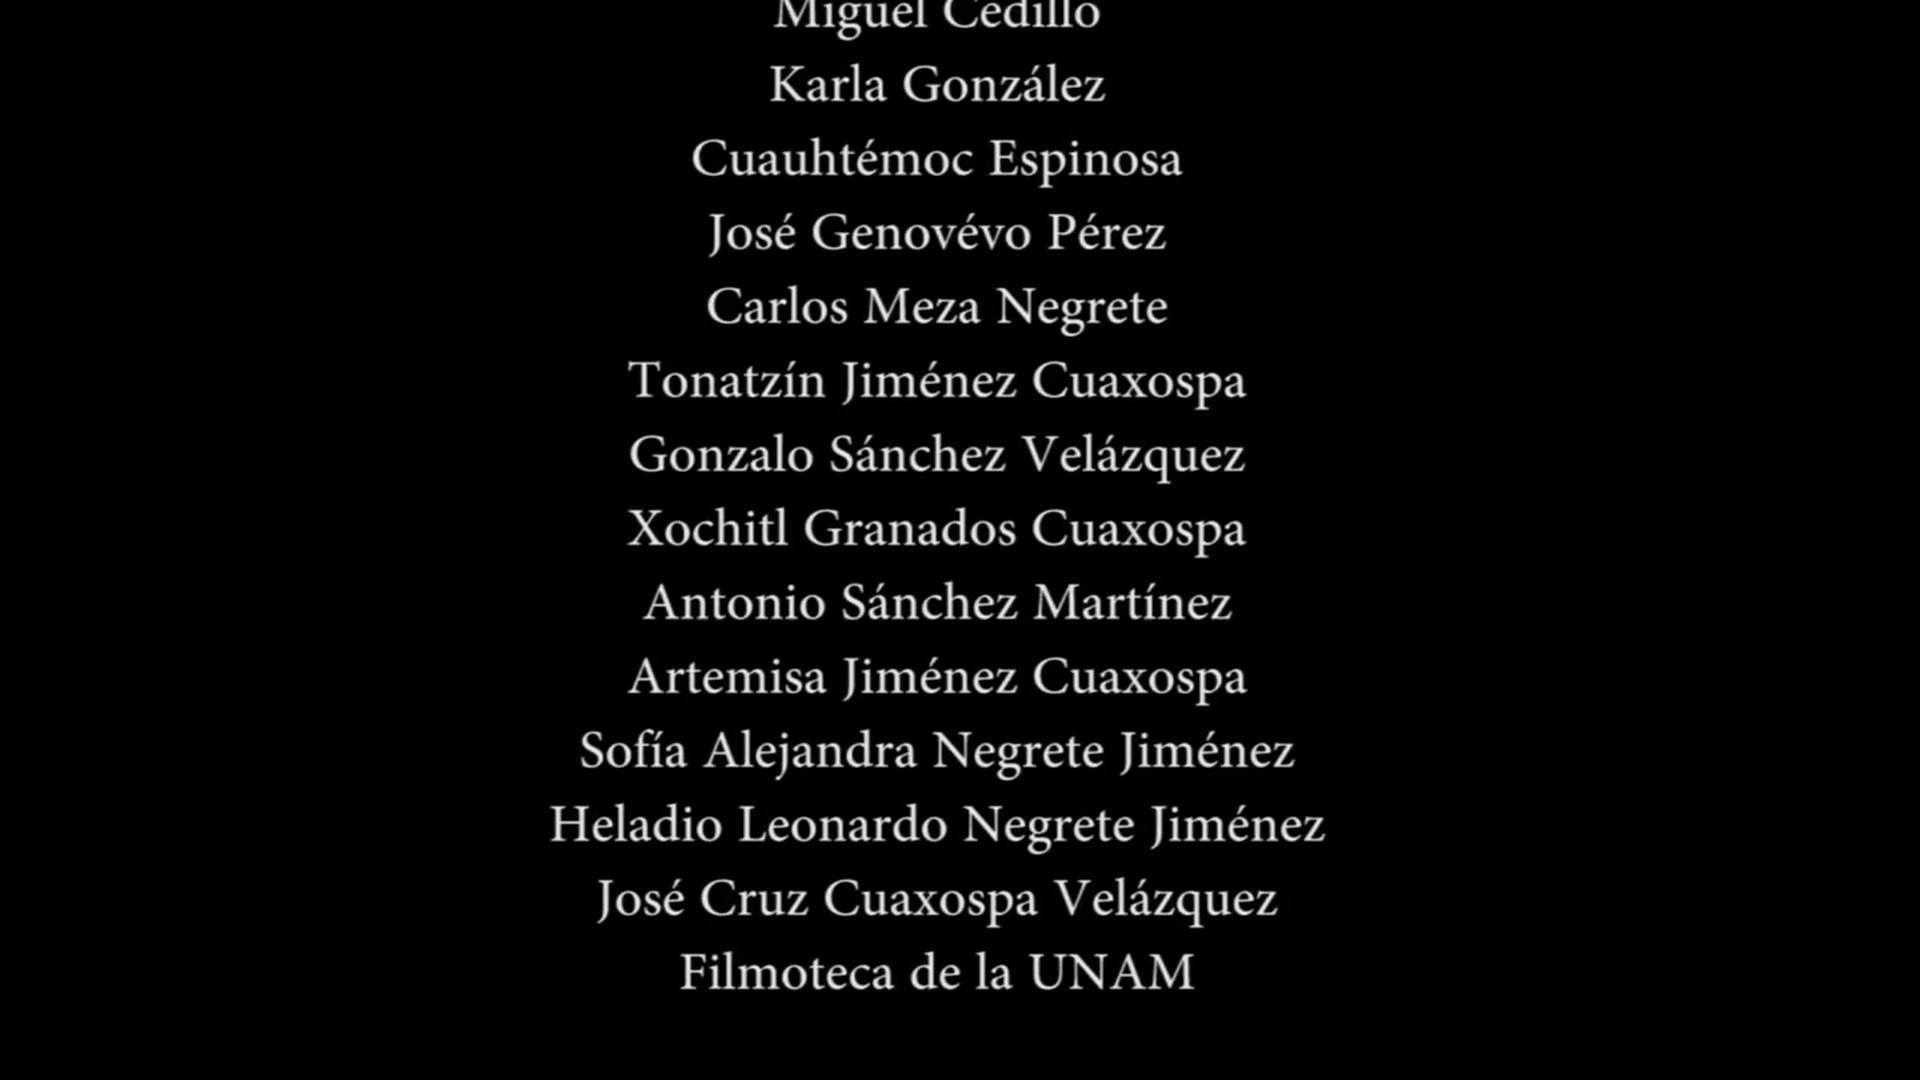 Miguel Cedillo
Karla González
Cuauhtémoc Espinosa
José Genovévo Pérez
Carlos Meza Negrete
Tonatzín Jiménez Cuaxospa
Gonzalo Sánchez Velázquez
Xochitl Granados Cuaxospa
Antonio Sánchez Martínez
Artemisa Jiménez Cuaxospa
Sofía Alejandra Negrete Jiménez
Heladio Leonardo Negrete Jiménez
José Cruz Cuaxospa Velázquez
Filmoteca de la UNAM